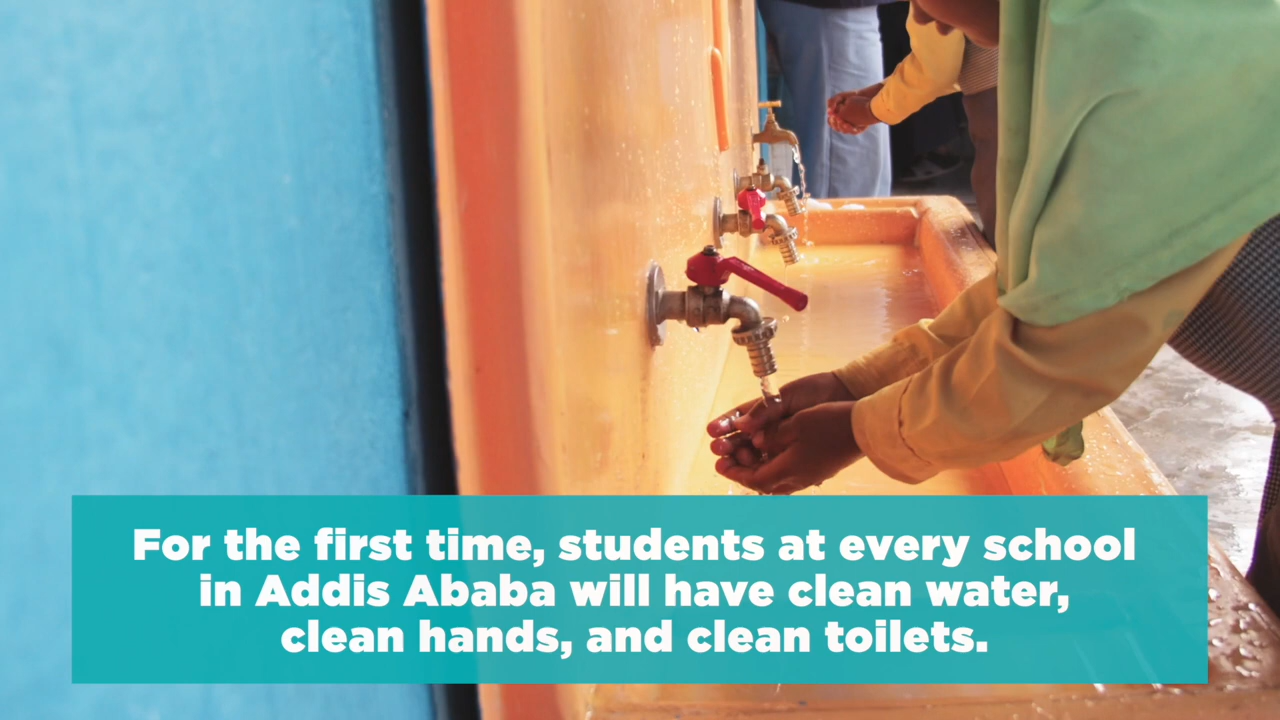 For the first time, students at every school
in Addis Ababa will have clean water,
clean hands, and clean toilets.